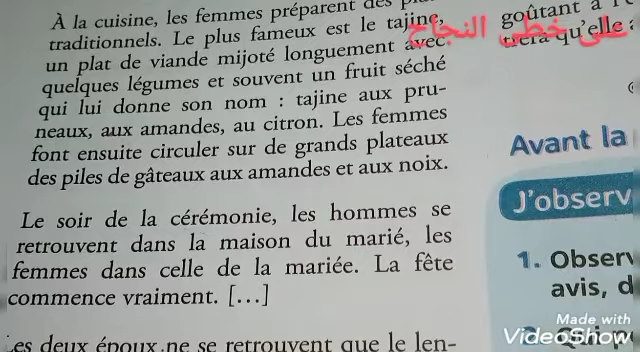 À la cuisine, les femmes préparent des
traditionnels. Le plus fameux est le tajine,
un plat de viande mijoté longuement avec
quelques légumes et souvent un fruit séché
qui lui donne son nom : tajine aux pru-
neaux, aux amandes, au citron. Les femmes
font ensuite circuler sur de grands plateaux
des piles de gâteaux aux amandes et aux noix.
Le soir de la cérémonie, les hommes se
retrouvent dans la maison du marié, les
femmes dans celle de la mariée. La fête
commence vraiment. [...]
es deux époux ne se retrouvent que le len-
goûtant à
qu'elle
على خطى النجاح
Avant la
J'observ
1. Observ
avis, d
Made with
VideoShow